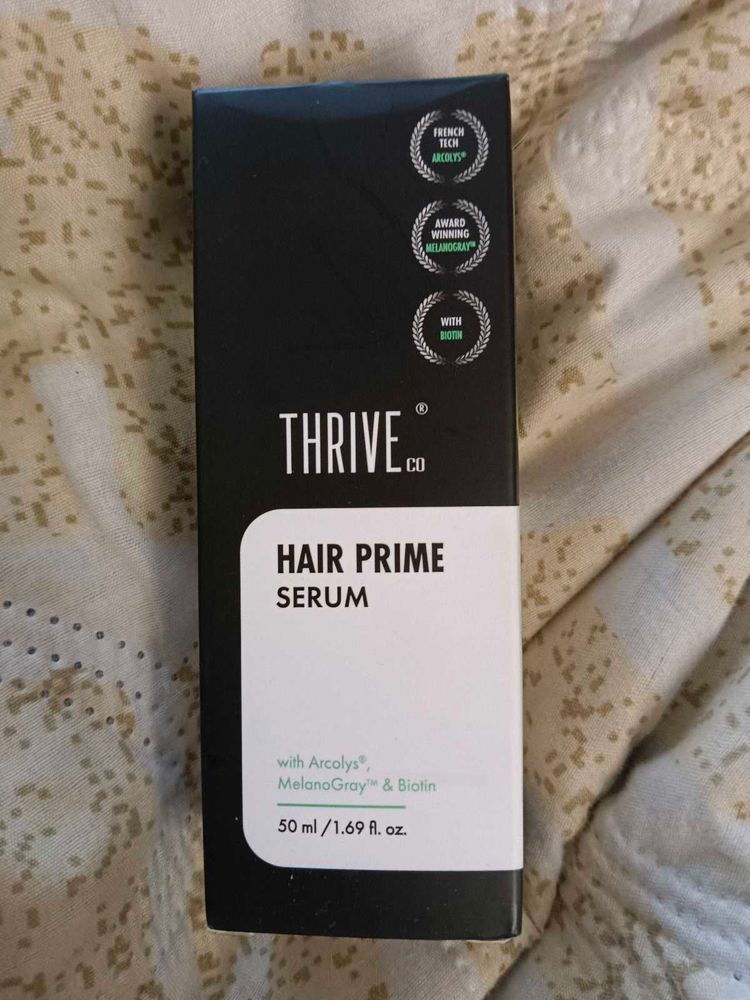 FRENCH
TECH
ARCOLYS®
AWARD
WINNING
MELANOGRAY™
WITH
BIOTIN
THRIVE®
CO
HAIR PRIME
SERUM
with Arcolys®,
MelanoGray™ & Biotin
50 ml /1.69 fl. oz.